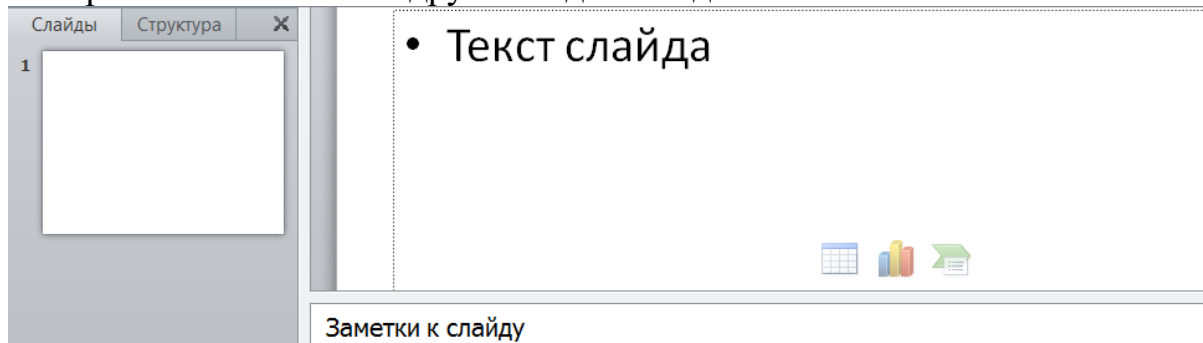 Слайды Структура
Текст слайда
1
Заметки к слайду